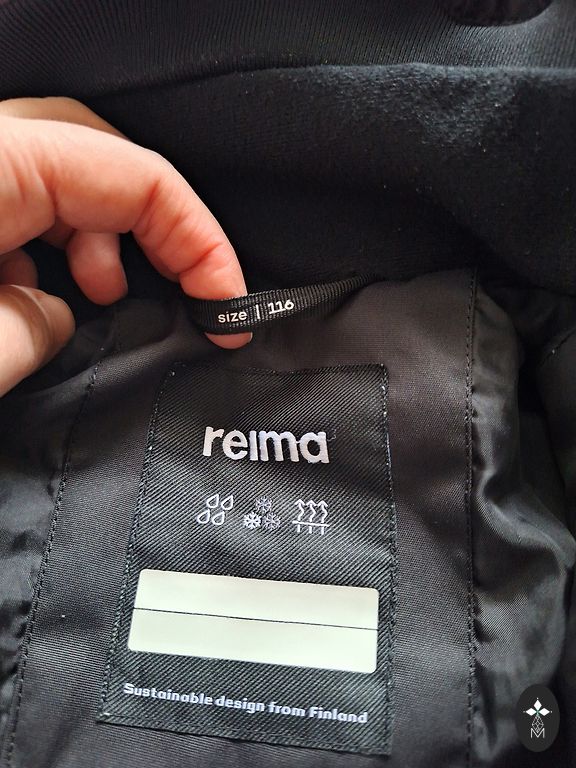 size | 116
reima
Sustainable design from Finland